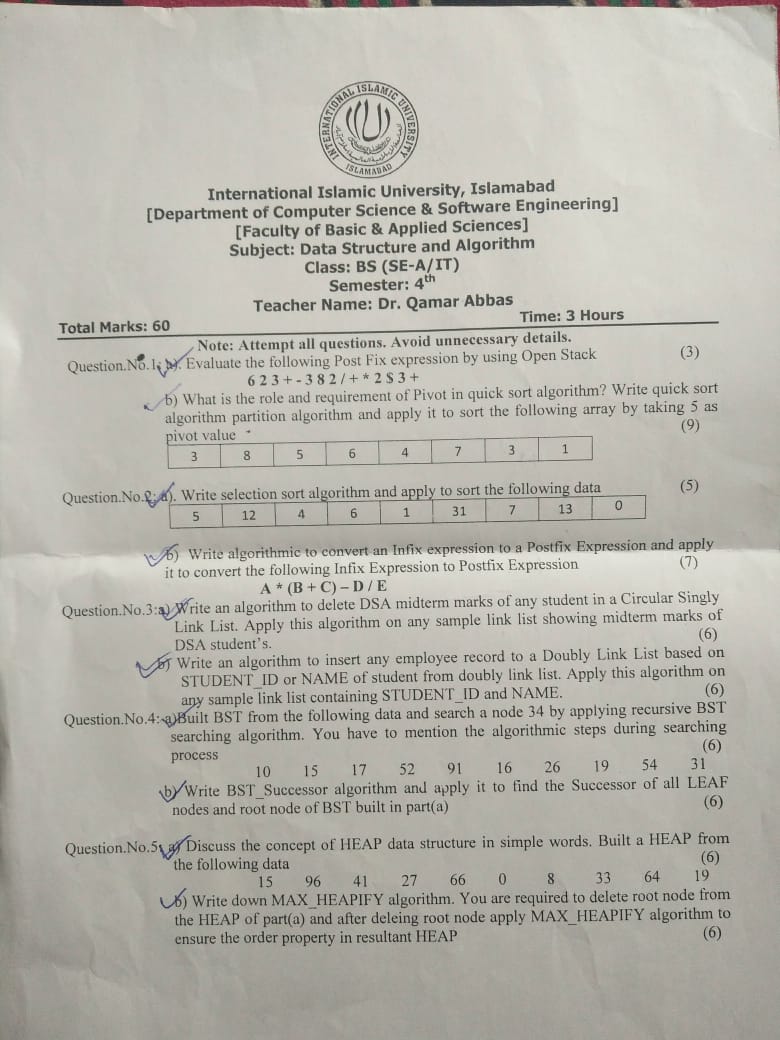 INTERNATIONAL ISLAMIC UNIVERSITY
ISLAMABAD
International Islamic University, Islamabad
[Department of Computer Science & Software Engineering]
[Faculty of Basic & Applied Sciences]
Subject: Data Structure and Algorithm
Class: BS (SE-A/IT)
Semester: 4th
Teacher Name: Dr. Qamar Abbas
Total Marks: 60 Time: 3 Hours
Note: Attempt all questions. Avoid unnecessary details.
Question.No.1: a). Evaluate the following Post Fix expression by using Open Stack (3)
6 2 3 + - 3 8 2 / + * 2 $ 3 +
b) What is the role and requirement of Pivot in quick sort algorithm? Write quick sort
algorithm partition algorithm and apply it to sort the following array by taking 5 as
pivot value (9)
3 8 5 6 4 7 3 1
Question.No.2: a). Write selection sort algorithm and apply to sort the following data (5)
5 12 4 6 1 31 7 13 0
b) Write algorithmic to convert an Infix expression to a Postfix Expression and apply
it to convert the following Infix Expression to Postfix Expression (7)
A * (B + C) – D / E
Question.No.3:a) Write an algorithm to delete DSA midterm marks of any student in a Circular Singly
Link List. Apply this algorithm on any sample link list showing midterm marks of
DSA student's. (6)
b) Write an algorithm to insert any employee record to a Doubly Link List based on
STUDENT_ID or NAME of student from doubly link list. Apply this algorithm on
any sample link list containing STUDENT_ID and NAME. (6)
Question.No.4:-a)Built BST from the following data and search a node 34 by applying recursive BST
searching algorithm. You have to mention the algorithmic steps during searching
process (6)
10 15 17 52 91 16 26 19 54 31
b) Write BST_Successor algorithm and apply it to find the Successor of all LEAF
nodes and root node of BST built in part(a) (6)
Question.No.5: a) Discuss the concept of HEAP data structure in simple words. Built a HEAP from
the following data (6)
15 96 41 27 66 0 8 33 64 19
b) Write down MAX_HEAPIFY algorithm. You are required to delete root node from
the HEAP of part(a) and after deleing root node apply MAX_HEAPIFY algorithm to
ensure the order property in resultant HEAP (6)